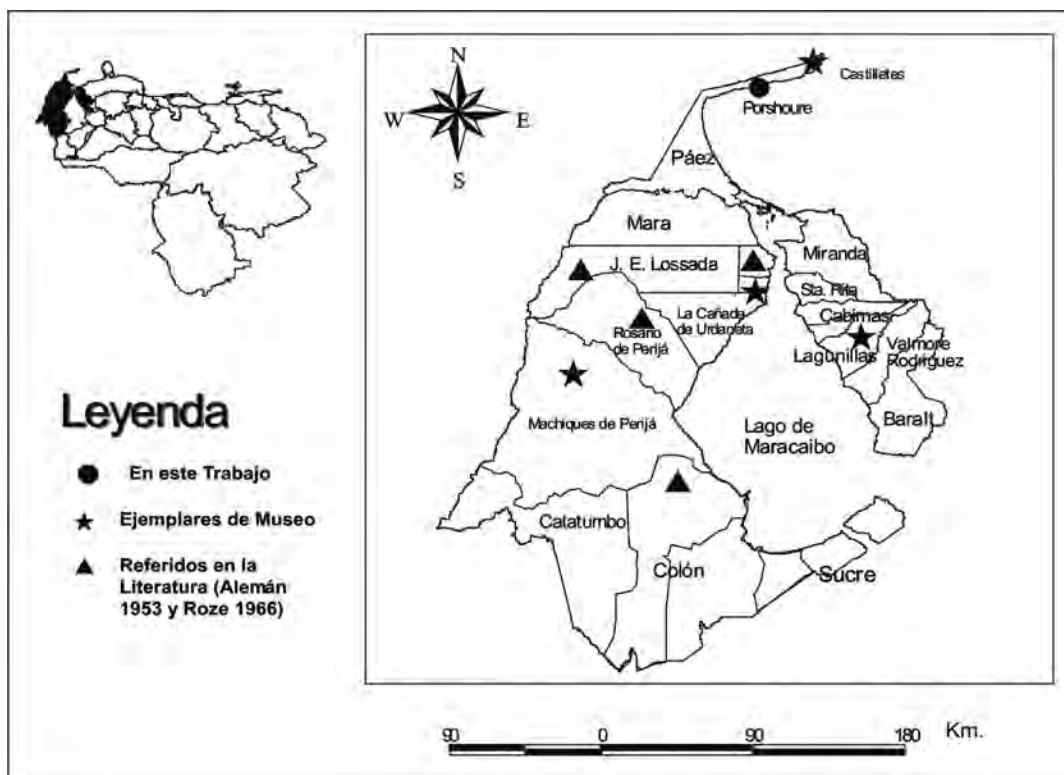 N
W
E
S
Castilletes
Porshoure
Páez
Mara
Miranda
J. E. Lossada
Sta. Rita
La Cañada
de Urdaneta
Cabimas
Rosario
de Perijá
Lagunillas
Valmore
Rodríguez
Machiques de Perijá
Lago de
Maracaibo
Baralt
Catatumbo
Colón
Sucre
Leyenda
En este Trabajo
Ejemplares de Museo
Referidos en la
Literatura (Alemán
1953 y Roze 1966)
90 0 90 180 Km.